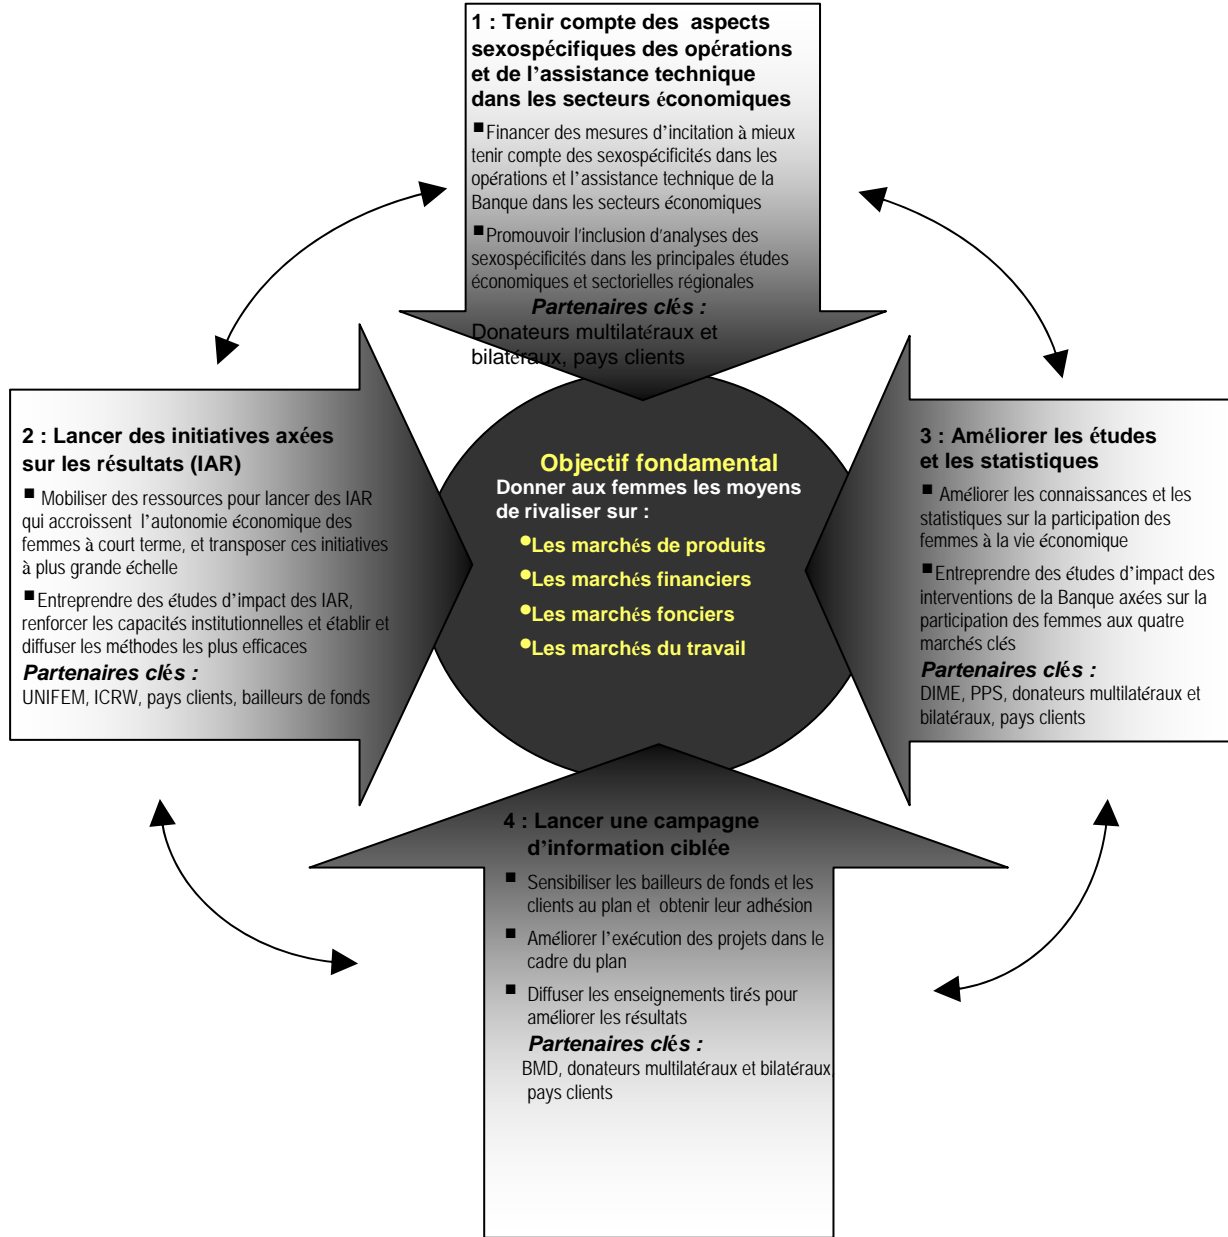 1 : Tenir compte des aspects
sexospécifiques des opérations
et de l'assistance technique
dans les secteurs économiques
■Financer des mesures d'incitation à mieux
tenir compte des sexospécificités dans les
opérations et l'assistance technique de la
Banque dans les secteurs économiques
■Promouvoir l'inclusion d'analyses des
sexospécificités dans les principales études
économiques et sectorielles régionales
Partenaires clés :
Donateurs multilatéraux et
bilatéraux, pays clients
2 : Lancer des initiatives axées
sur les résultats (IAR)
■ Mobiliser des ressources pour lancer des IAR
qui accroissent l'autonomie économique des
femmes à court terme, et transposer ces initiatives
à plus grande échelle
■Entreprendre des études d'impact des IAR,
renforcer les capacités institutionnelles et établir et
diffuser les méthodes les plus efficaces
Partenaires clés :
UNIFEM, ICRW, pays clients, bailleurs de fonds
Objectif fondamental
Donner aux femmes les moyens
de rivaliser sur :
•Les marchés de produits
•Les marchés financiers
•Les marchés fonciers
•Les marchés du travail
3 : Améliorer les études
et les statistiques
■ Améliorer les connaissances et les
statistiques sur la participation des
femmes à la vie économique
■Entreprendre des études d'impact des
interventions de la Banque axées sur la
participation des femmes aux quatre
marchés clés
Partenaires clés :
DIME, PPS, donateurs multilatéraux et
bilatéraux, pays clients
4 : Lancer une campagne
d'information ciblée
■ Sensibiliser les bailleurs de fonds et les
clients au plan et obtenir leur adhésion
■ Améliorer l'exécution des projets dans le
cadre du plan
■ Diffuser les enseignements tirés pour
améliorer les résultats
Partenaires clés :
BMD, donateurs multilatéraux et bilatéraux,
pays clients